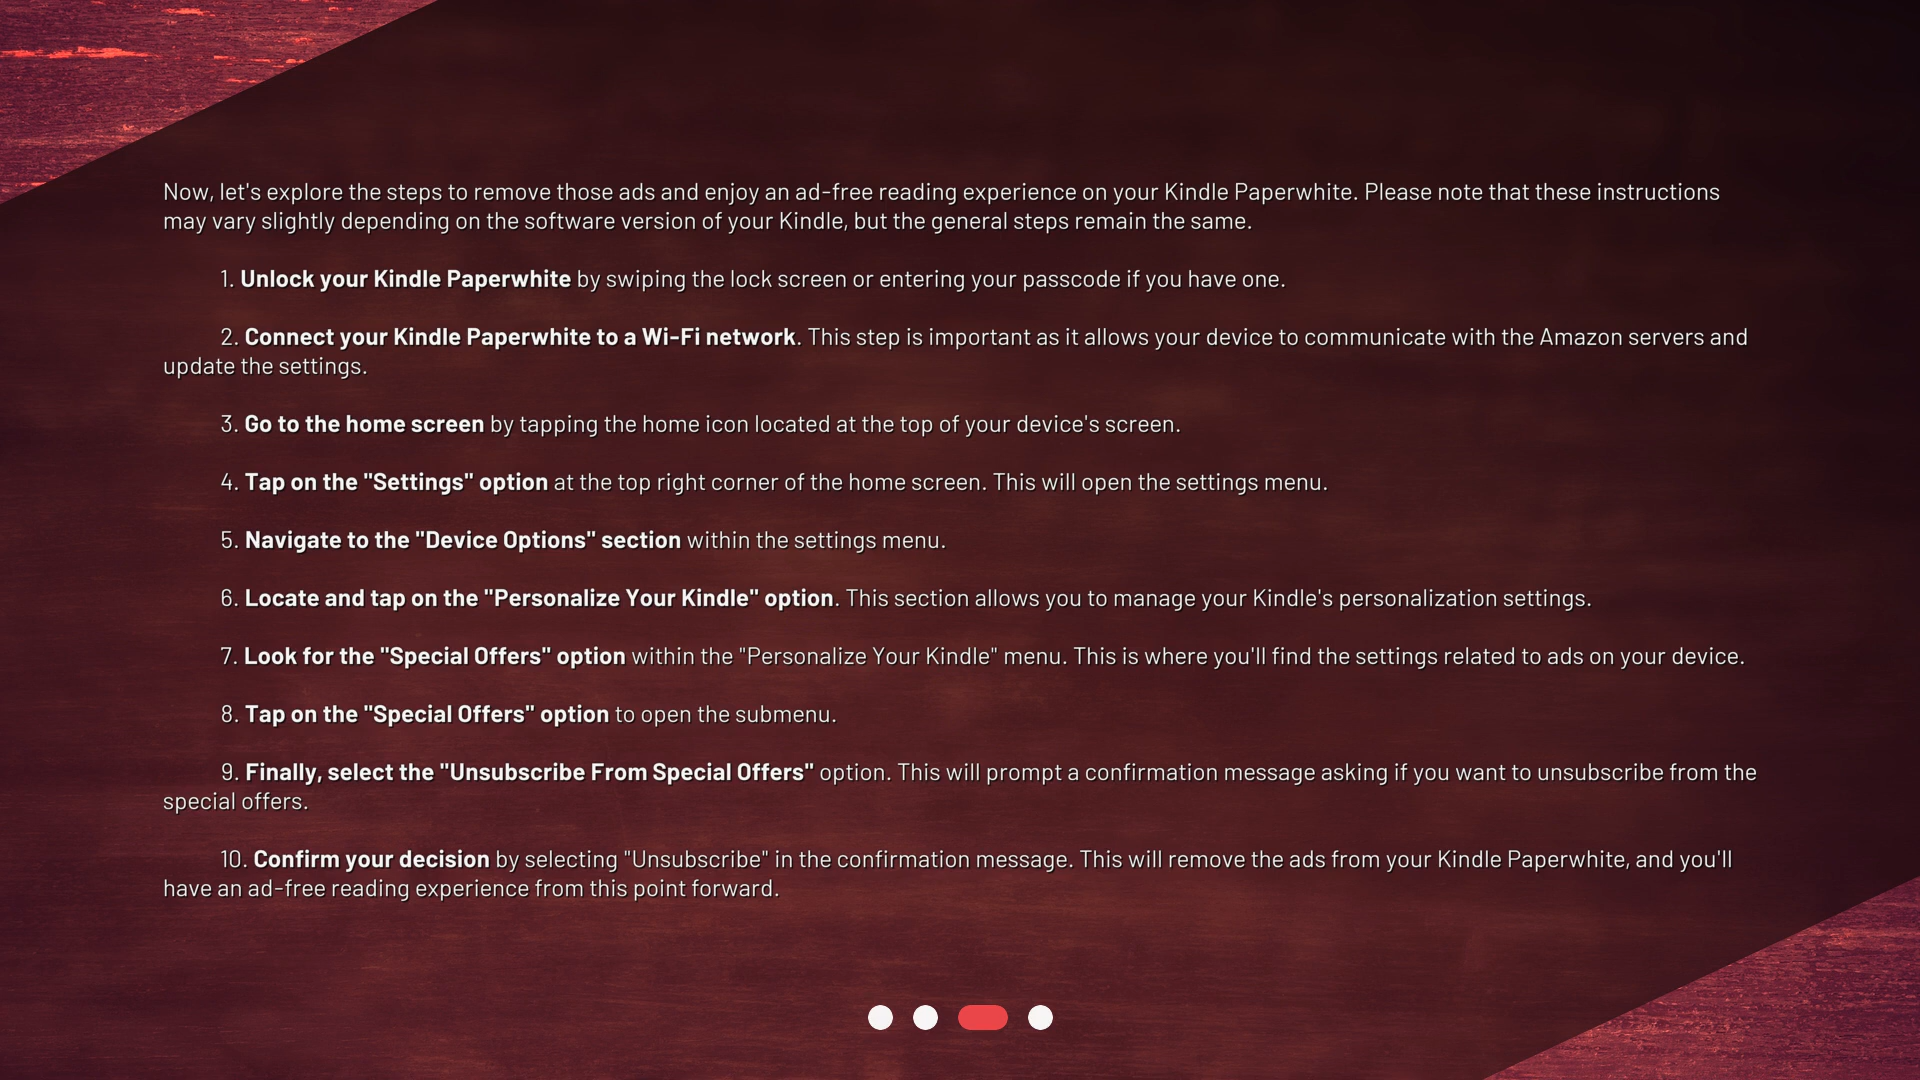 Now, let's explore the steps to remove those ads and enjoy an ad-free reading experience on your Kindle Paperwhite. Please note that these instructions
may vary slightly depending on the software version of your Kindle, but the general steps remain the same.
1. Unlock your Kindle Paperwhite by swiping the lock screen or entering your passcode if you have one.
2. Connect your Kindle Paperwhite to a Wi-Fi network. This step is important as it allows your device to communicate with the Amazon servers and
update the settings.
3. Go to the home screen by tapping the home icon located at the top of your device's screen.
4. Tap on the "Settings" option at the top right corner of the home screen. This will open the settings menu.
5. Navigate to the "Device Options" section within the settings menu.
6. Locate and tap on the "Personalize Your Kindle" option. This section allows you to manage your Kindle's personalization settings.
7. Look for the "Special Offers" option within the "Personalize Your Kindle" menu. This is where you'll find the settings related to ads on your device.
8. Tap on the "Special Offers" option to open the submenu.
9. Finally, select the "Unsubscribe From Special Offers" option. This will prompt a confirmation message asking if you want to unsubscribe from the
special offers.
10. Confirm your decision by selecting "Unsubscribe" in the confirmation message. This will remove the ads from your Kindle Paperwhite, and you'll
have an ad-free reading experience from this point forward.